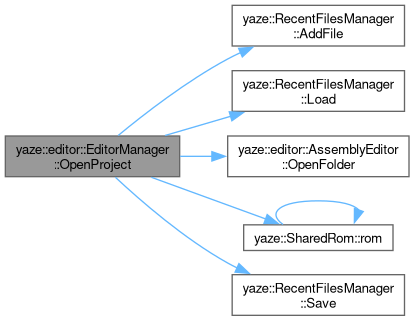 yaze::RecentFilesManager
::AddFile
yaze::RecentFilesManager
::Load
yaze::editor::EditorManager
::OpenProject
yaze::editor::AssemblyEditor
::OpenFolder
yaze::SharedRom::rom
yaze::RecentFilesManager
::Save